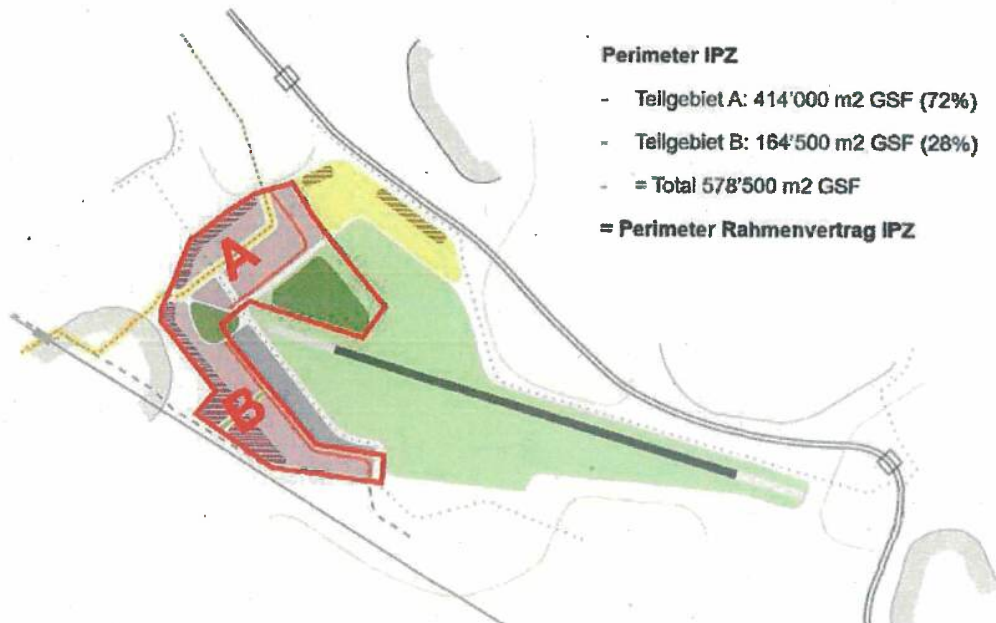 Perimeter IPZ
- Teilgebiet A: 414'000 m2 GSF (72%)
- Teilgebiet B: 164'500 m2 GSF (28%)
- = Total 578'500 m2 GSF
= Perimeter Rahmenvertrag IPZ
A
B